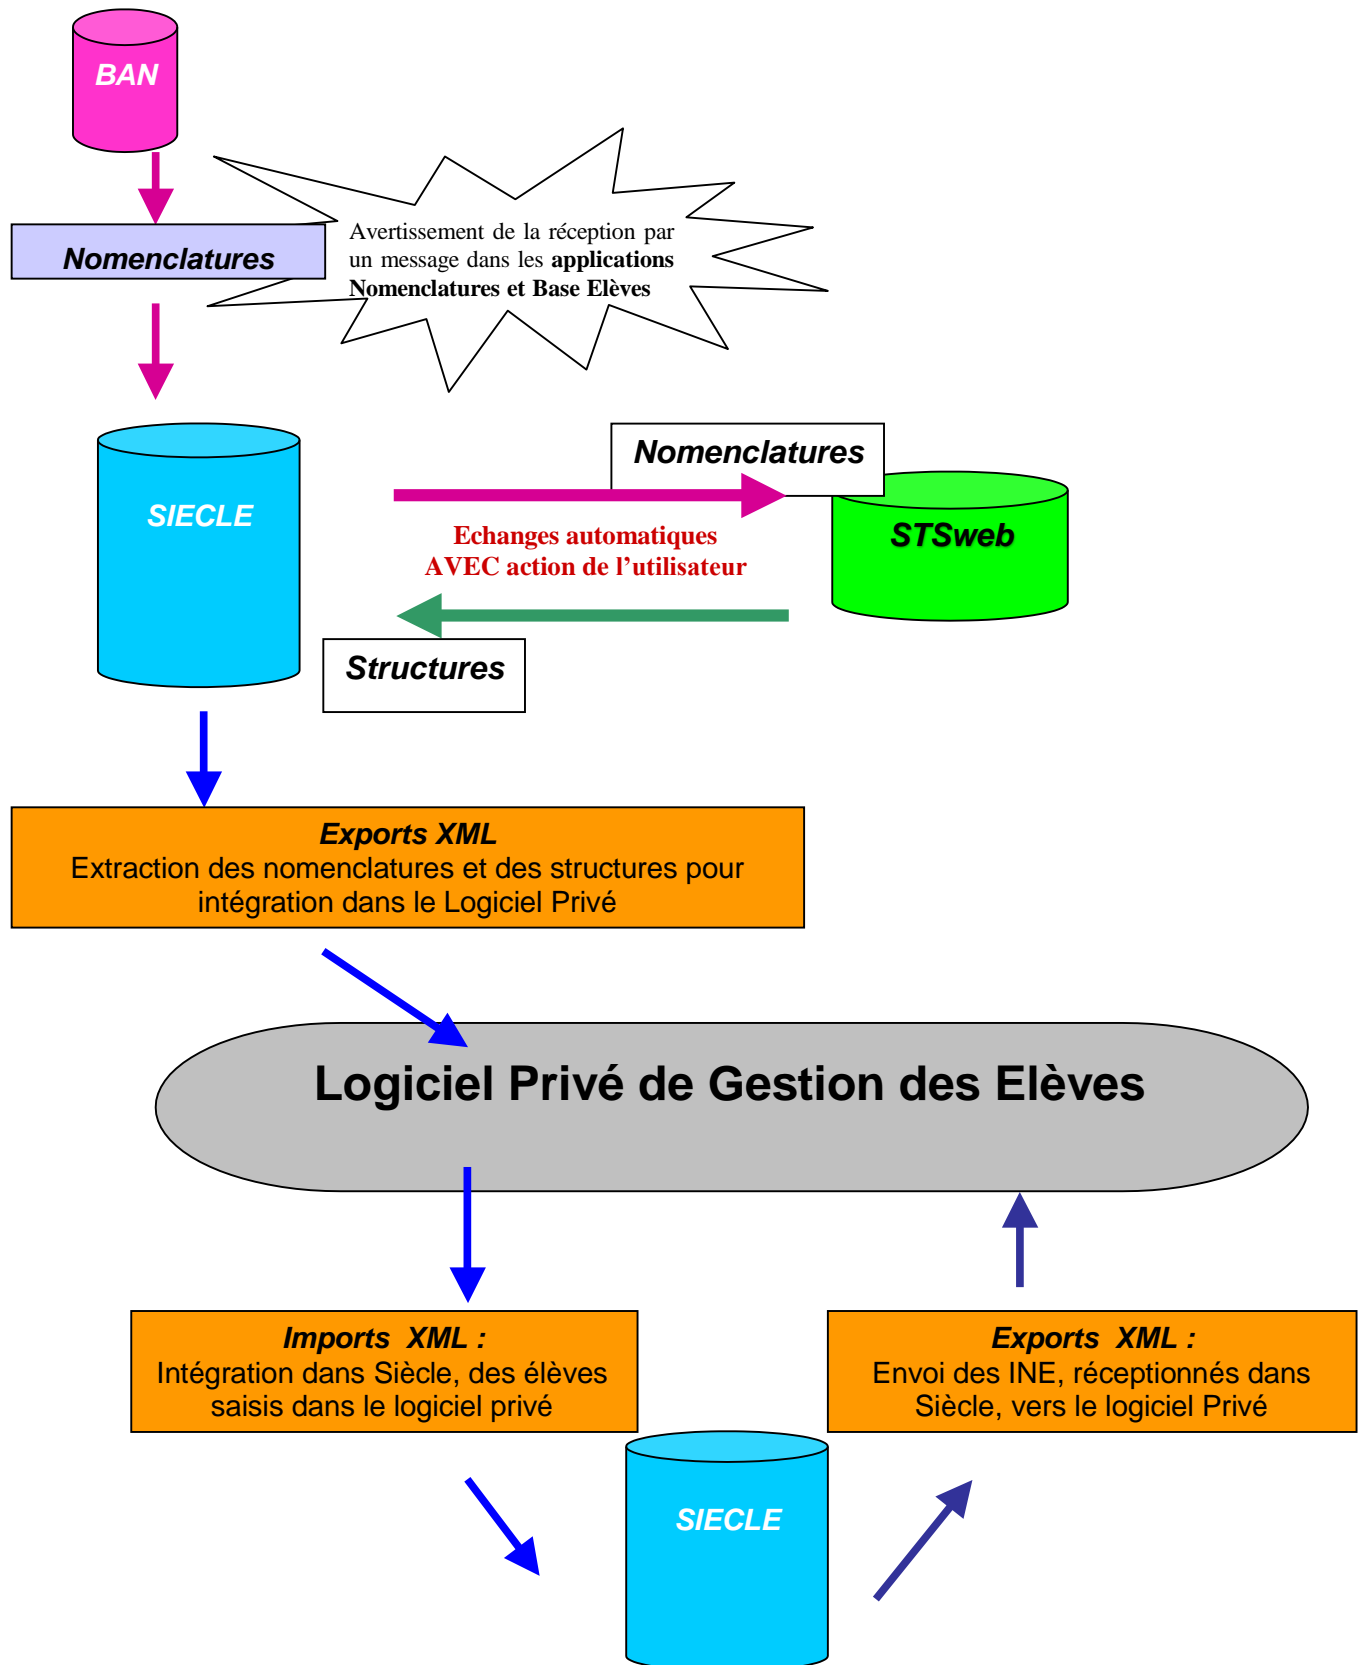 BAN
Nomenclatures
Avertissement de la réception par
un message dans les applications
Nomenclatures et Base Elèves
SIECLE
Nomenclatures
STSweb
Echanges automatiques
AVEC action de l’utilisateur
Structures
Exports XML
Extraction des nomenclatures et des structures pour
intégration dans le Logiciel Privé
Logiciel Privé de Gestion des Elèves
Imports XML :
Intégration dans Siècle, des élèves
saisis dans le logiciel privé
Exports XML :
Envoi des INE, réceptionnés dans
Siècle, vers le logiciel Privé
SIECLE